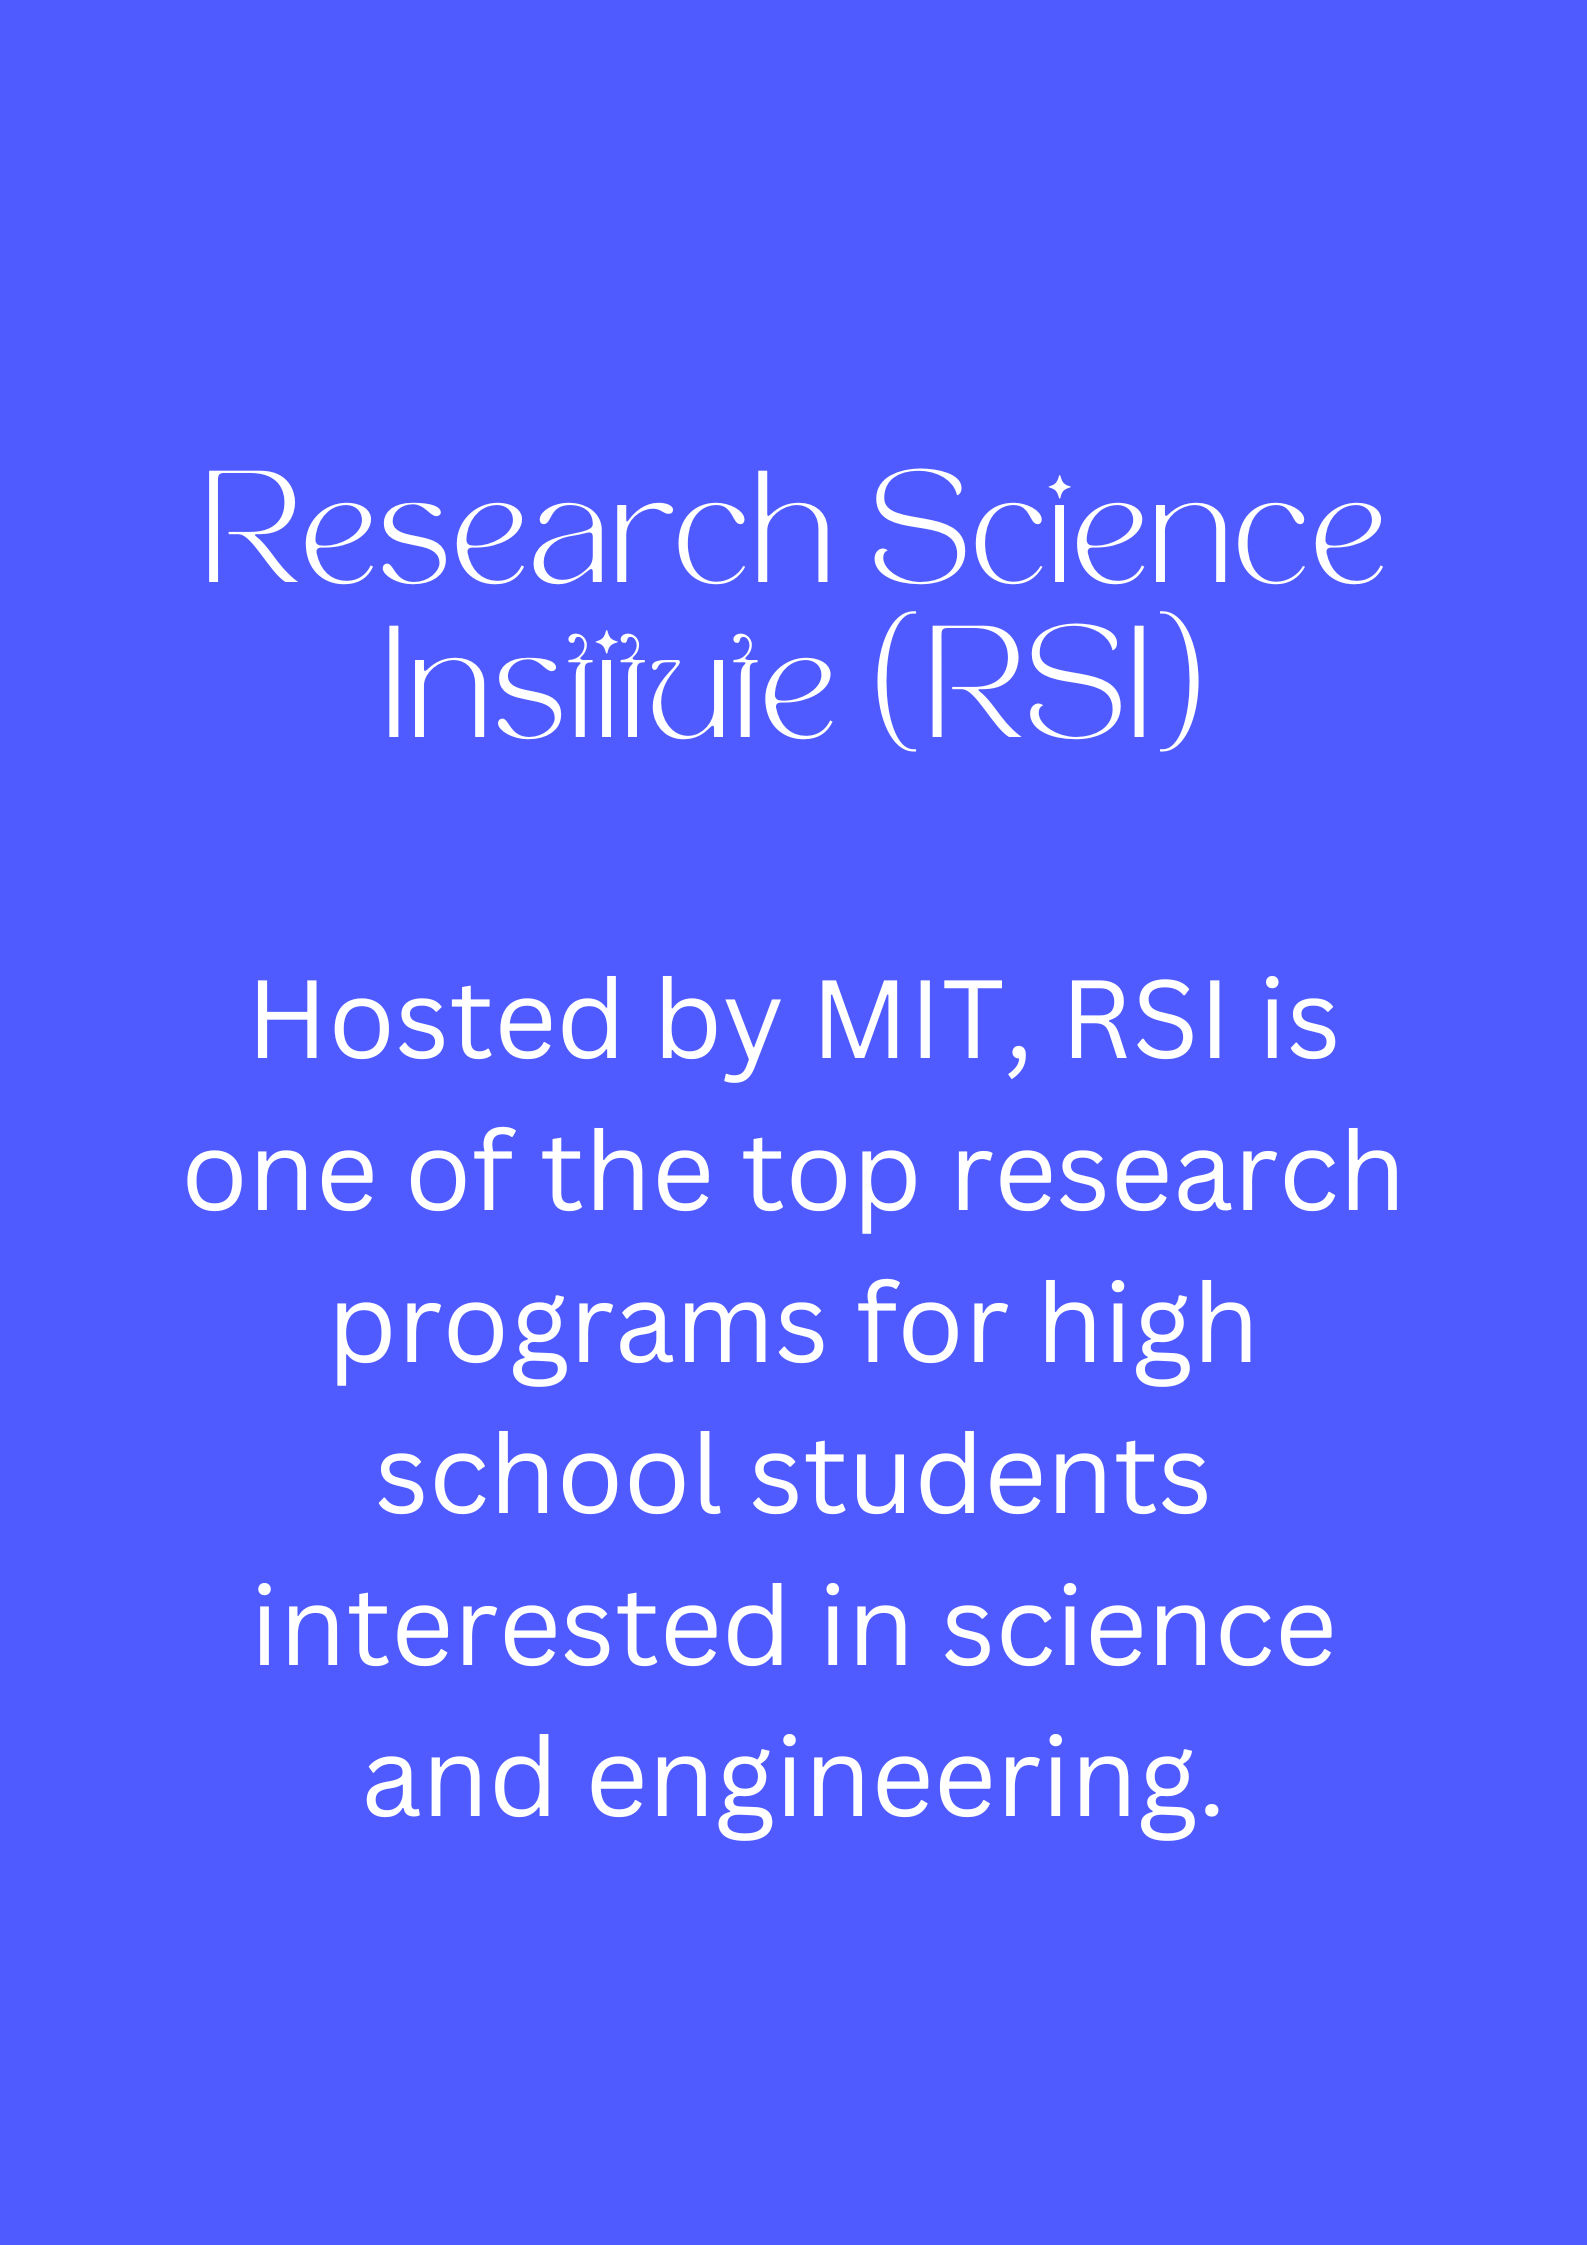 Research Science
Institute (RSI)
Hosted by MIT, RSI is
one of the top research
programs for high
school students
interested in science
and engineering.